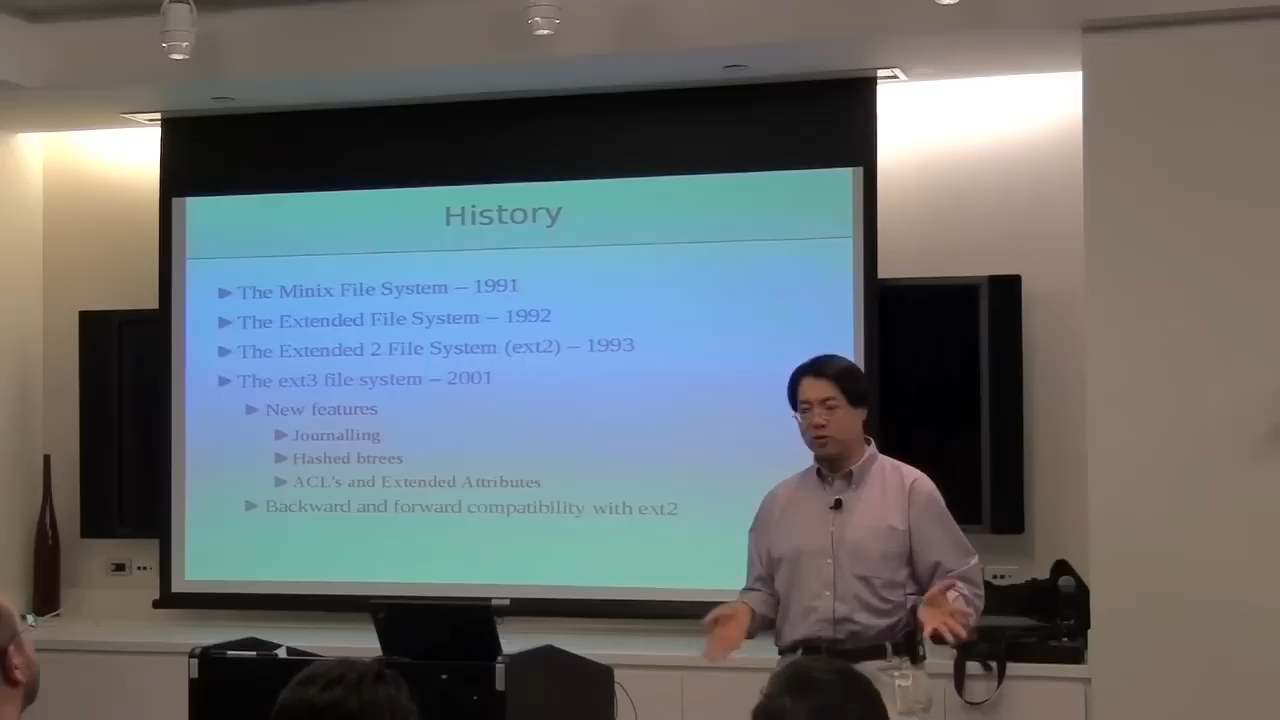 History
The Minix File System – 1991
The Extended File System – 1992
The Extended 2 File System (ext2) – 1993
The ext3 file system – 2001
New features
Journalling
Hashed btrees
ACL's and Extended Attributes
Backward and forward compatibility with ext2